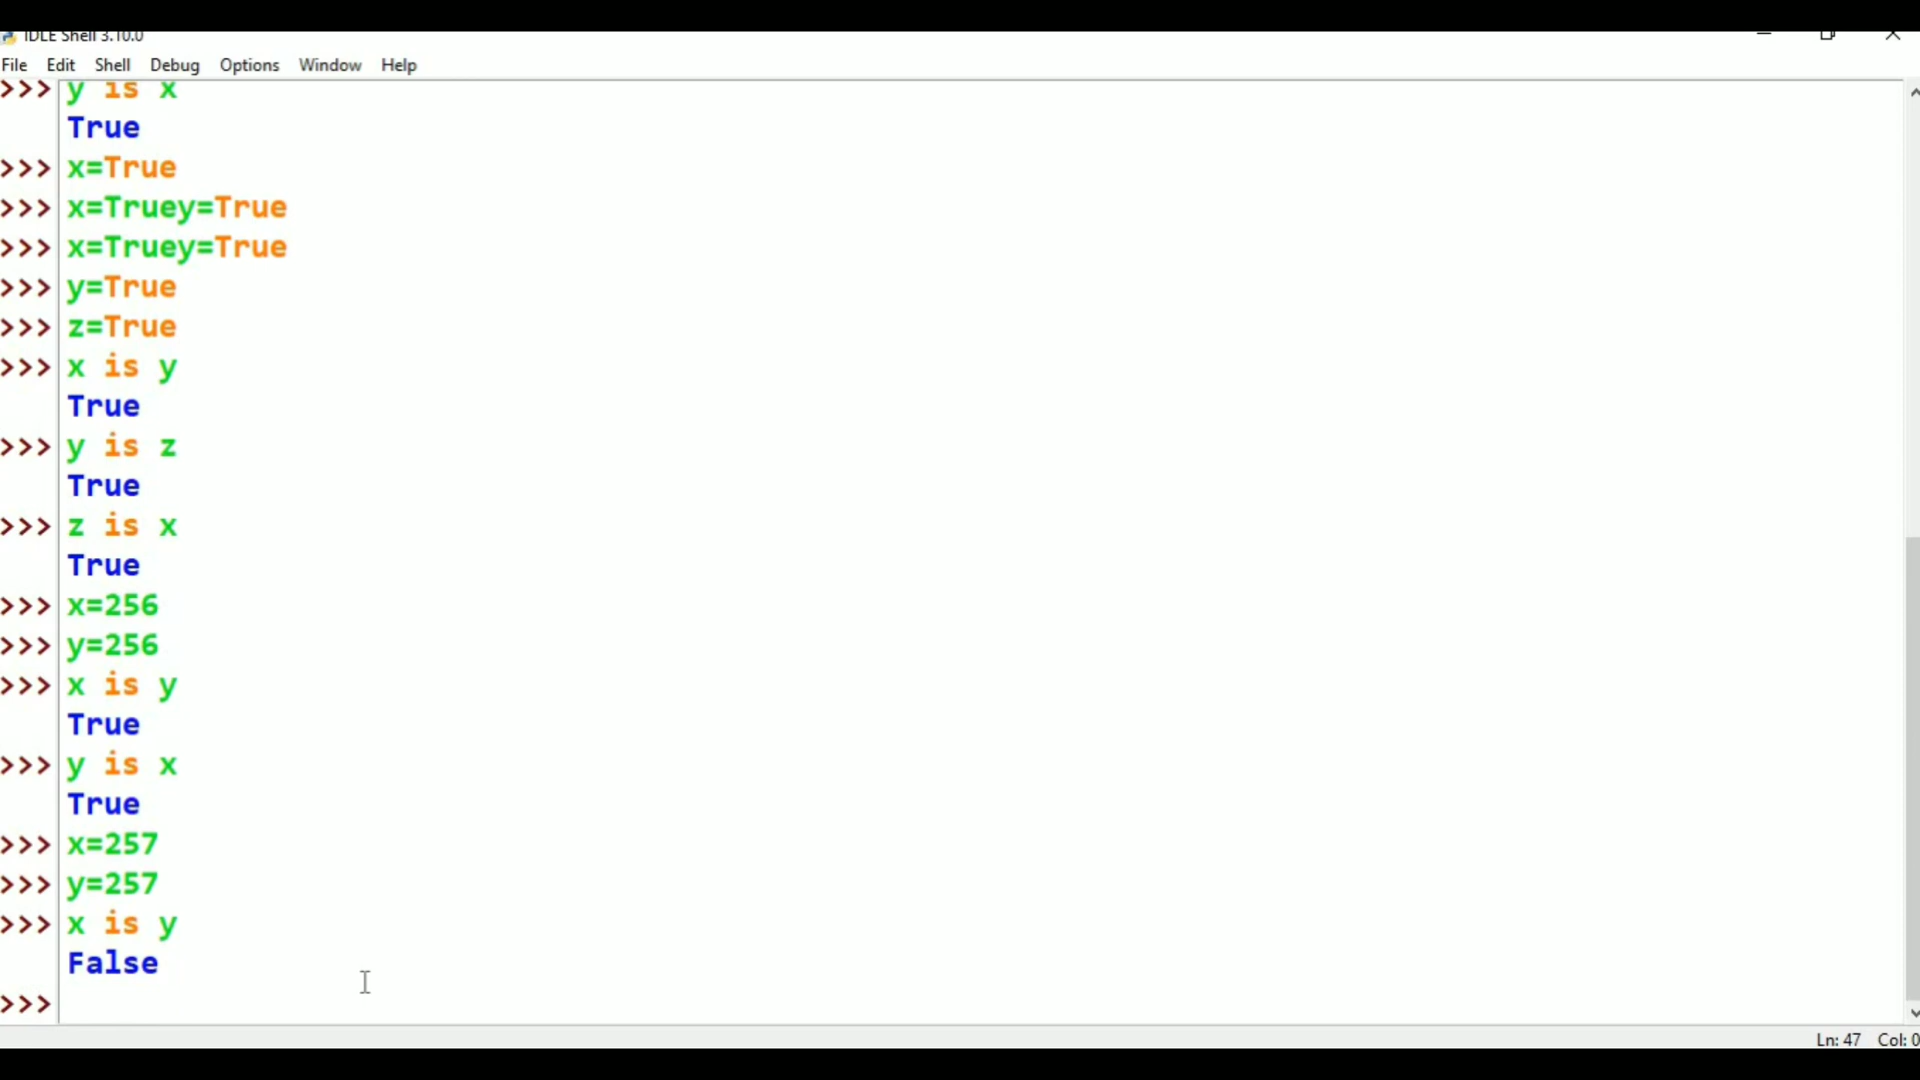 IDLE Shell 3.10.0
File Edit Shell Debug Options Window Help
>>> y is x
True
>>> x=True
>>> x=Truey=True
>>> x=Truey=True
>>> y=True
>>> z=True
>>> x is y
True
>>> y is z
True
>>> z is x
True
>>> x=256
>>> y=256
>>> x is y
True
>>> y is x
True
>>> x=257
>>> y=257
>>> x is y
False
>>>
Ln: 47 Col: 0